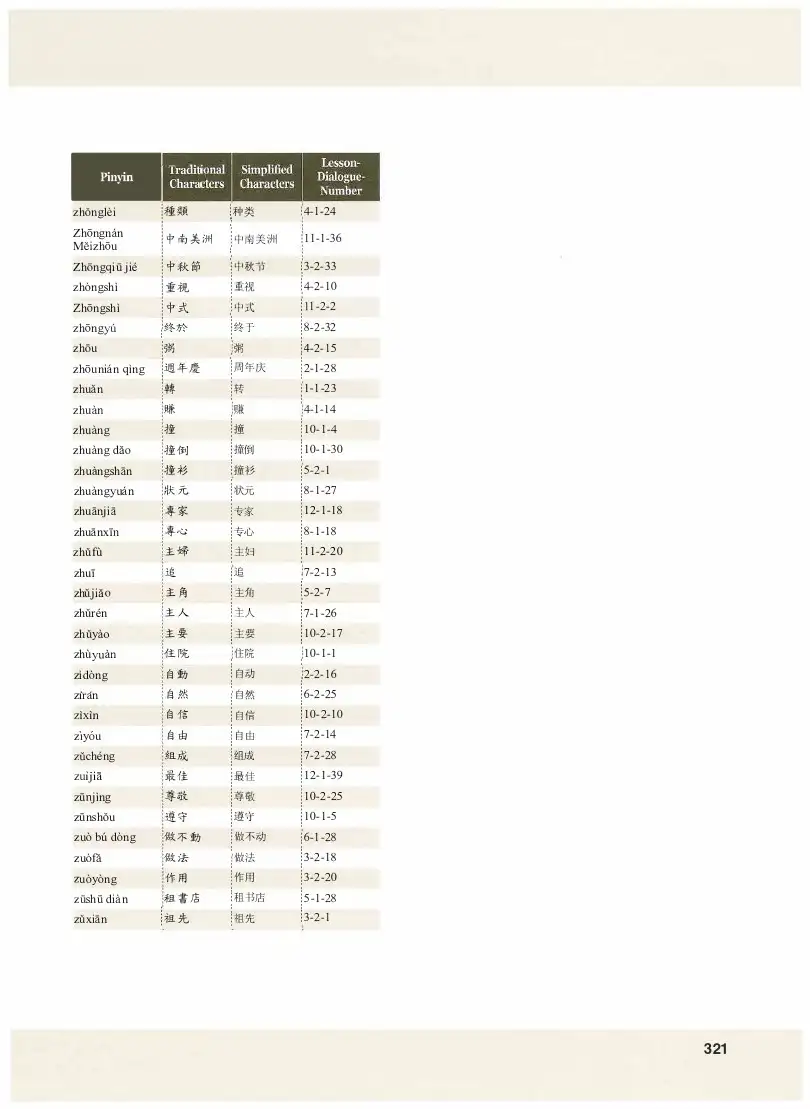 Pinyin Traditional Characters Simplified Characters Lesson-Dialogue-Number
zhǒnglèi 種類 种类 4-1-24
Zhōngnán Měizhōu 中南美洲 中南美洲 11-1-36
Zhōngqiū jié 中秋節 中秋节 3-2-33
zhòngshì 重視 重视 4-2-10
Zhōngshì 中式 中式 11-2-2
zhōngyú 終於 终于 8-2-32
zhōu 粥 粥 4-2-15
zhōunián qìng 週年慶 周年庆 2-1-28
zhuǎn 轉 转 1-1-23
zhuàn 賺 赚 4-1-14
zhuàng 撞 撞 10-1-4
zhuàng dǎo 撞倒 撞倒 10-1-30
zhuàngshān 撞衫 撞衫 5-2-1
zhuàngyuán 狀元 状元 8-1-27
zhuānjiā 專家 专家 12-1-18
zhuānxīn 專心 专心 8-1-18
zhǔfù 主婦 主妇 11-2-20
zhuī 追 追 7-2-13
zhǔjiǎo 主角 主角 5-2-7
zhǔrén 主人 主人 7-1-26
zhǔyào 主要 主要 10-2-17
zhùyuàn 住院 住院 10-1-1
zìdòng 自動 自动 2-2-16
zìrán 自然 自然 6-2-25
zìxìn 自信 自信 10-2-10
zìyóu 自由 自由 7-2-14
zǔchéng 組成 组成 7-2-28
zuìjiā 最佳 最佳 12-1-39
zūnjìng 尊敬 尊敬 10-2-25
zūnshǒu 遵守 遵守 10-1-5
zuò bú dòng 做不動 做不动 6-1-28
zuòfǎ 做法 做法 3-2-18
zuòyòng 作用 作用 3-2-20
zūshū diàn 租書店 租书店 5-1-28
zǔxiān 祖先 祖先 3-2-1
321